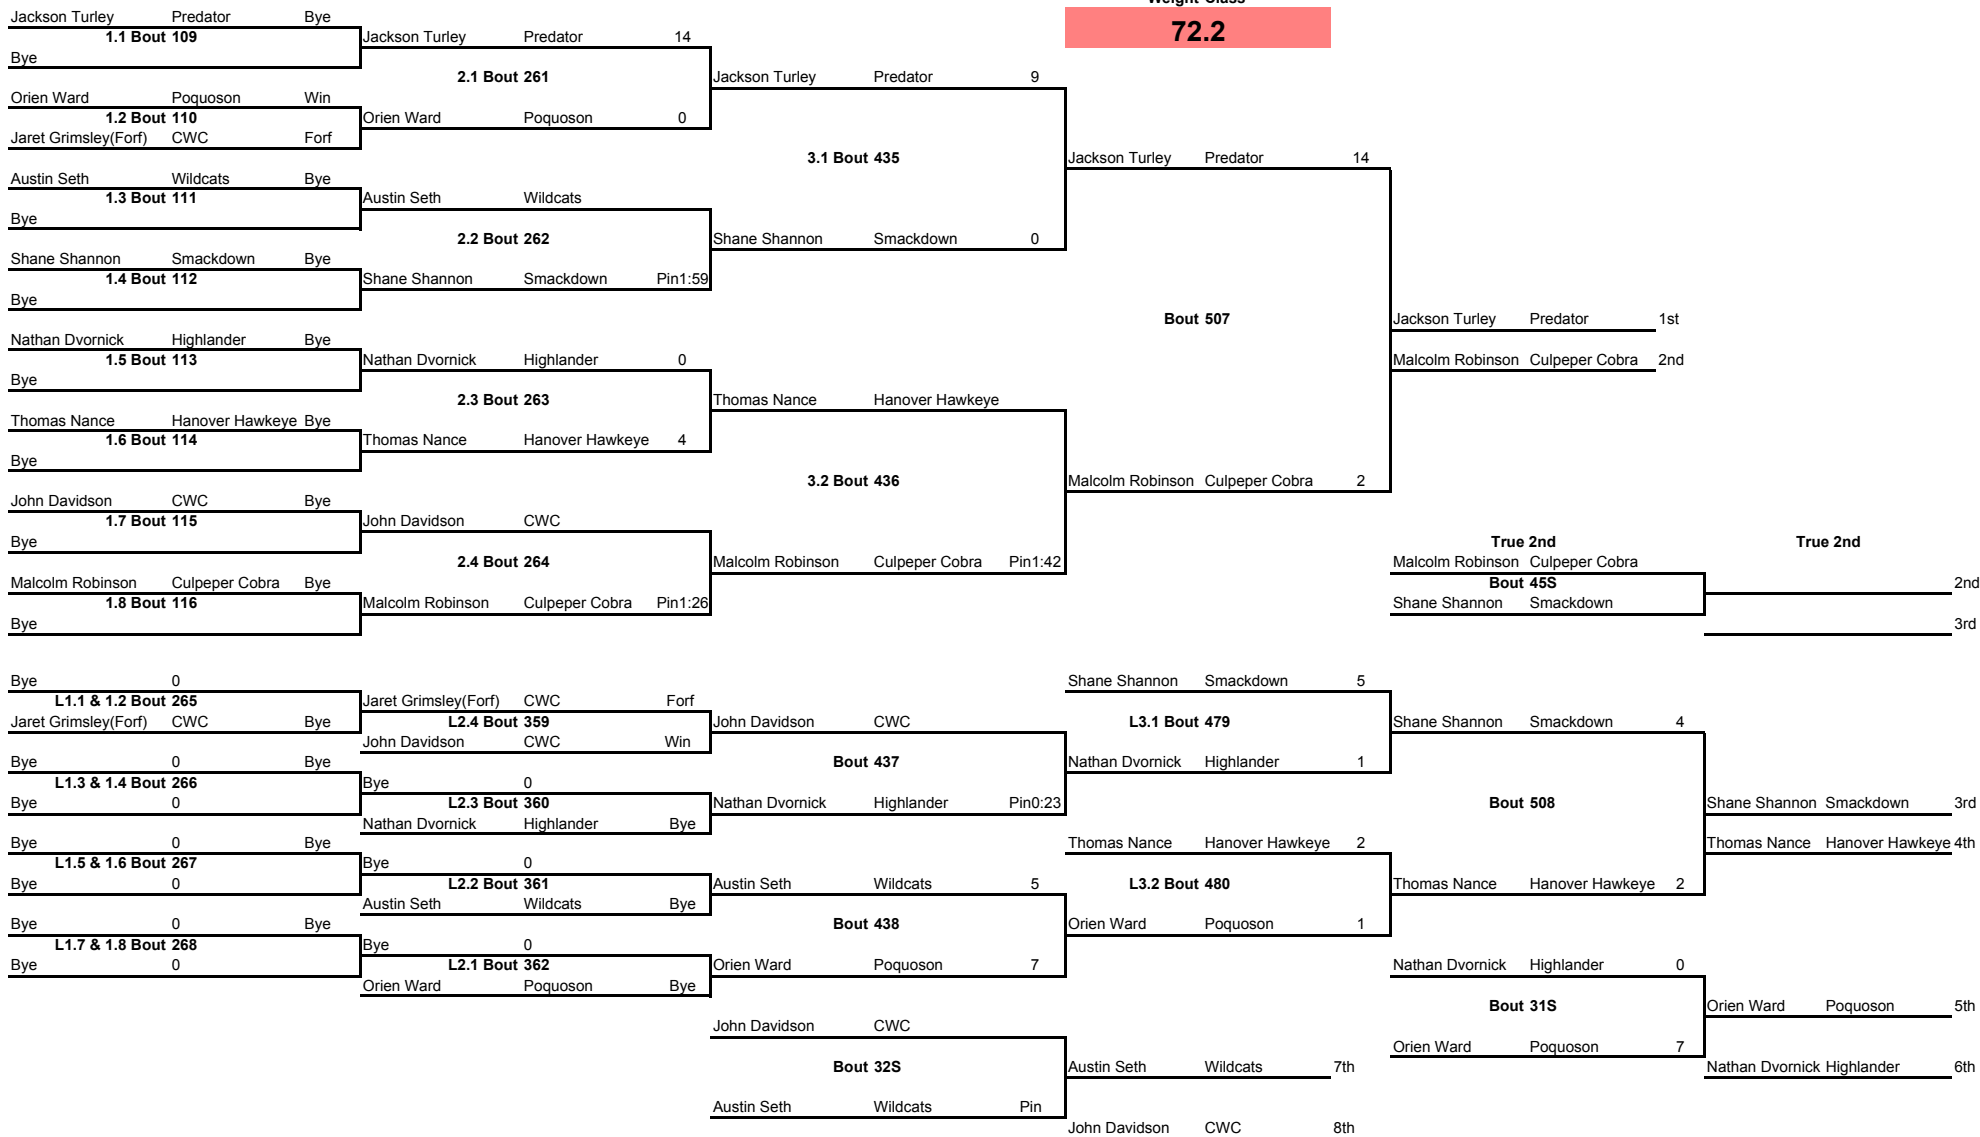 Weight Class
72.2
Jackson Turley Predator Bye
1.1 Bout 109
Bye
Orien Ward Poquoson Win
1.2 Bout 110
Jaret Grimsley(Forf) CWC Forf
Austin Seth Wildcats Bye
1.3 Bout 111
Bye
Shane Shannon Smackdown Bye
1.4 Bout 112
Bye
Nathan Dvornick Highlander Bye
1.5 Bout 113
Bye
Thomas Nance Hanover Hawkeye Bye
1.6 Bout 114
Bye
John Davidson CWC Bye
1.7 Bout 115
Bye
Malcolm Robinson Culpeper Cobra Bye
1.8 Bout 116
Bye
Jackson Turley Predator 14
2.1 Bout 261
Orien Ward Poquoson 0
Austin Seth Wildcats
2.2 Bout 262
Shane Shannon Smackdown Pin1:59
Nathan Dvornick Highlander 0
2.3 Bout 263
Thomas Nance Hanover Hawkeye 4
John Davidson CWC
2.4 Bout 264
Malcolm Robinson Culpeper Cobra Pin1:26
Jackson Turley Predator 9
3.1 Bout 435
Shane Shannon Smackdown 0
Thomas Nance Hanover Hawkeye
3.2 Bout 436
Malcolm Robinson Culpeper Cobra Pin1:42
Jackson Turley Predator 14
Bout 507
Malcolm Robinson Culpeper Cobra 2
Jackson Turley Predator 1st
Malcolm Robinson Culpeper Cobra 2nd
True 2nd True 2nd
Malcolm Robinson Culpeper Cobra
Bout 45S
Shane Shannon Smackdown
2nd
3rd
Bye 0
L1.1 & 1.2 Bout 265
Jaret Grimsley(Forf) CWC Bye
Bye 0 Bye
L1.3 & 1.4 Bout 266
Bye 0
Bye 0 Bye
L1.5 & 1.6 Bout 267
Bye 0
Bye 0 Bye
L1.7 & 1.8 Bout 268
Bye 0
Jaret Grimsley(Forf) CWC Forf
L2.4 Bout 359
John Davidson CWC Win
Bye 0
L2.3 Bout 360
Nathan Dvornick Highlander Bye
Bye 0
L2.2 Bout 361
Austin Seth Wildcats Bye
Bye 0
L2.1 Bout 362
Orien Ward Poquoson Bye
John Davidson CWC
Bout 437
Nathan Dvornick Highlander Pin0:23
Austin Seth Wildcats 5
Bout 438
Orien Ward Poquoson 7
Shane Shannon Smackdown 5
L3.1 Bout 479
Nathan Dvornick Highlander 1
Thomas Nance Hanover Hawkeye 2
L3.2 Bout 480
Orien Ward Poquoson 1
Shane Shannon Smackdown 4
Bout 508
Thomas Nance Hanover Hawkeye 2
Shane Shannon Smackdown 3rd
Thomas Nance Hanover Hawkeye 4th
Nathan Dvornick Highlander 0
Bout 31S
Orien Ward Poquoson 7
Orien Ward Poquoson 5th
Nathan Dvornick Highlander 6th
John Davidson CWC
Bout 32S
Austin Seth Wildcats Pin
Austin Seth Wildcats 7th
John Davidson CWC 8th